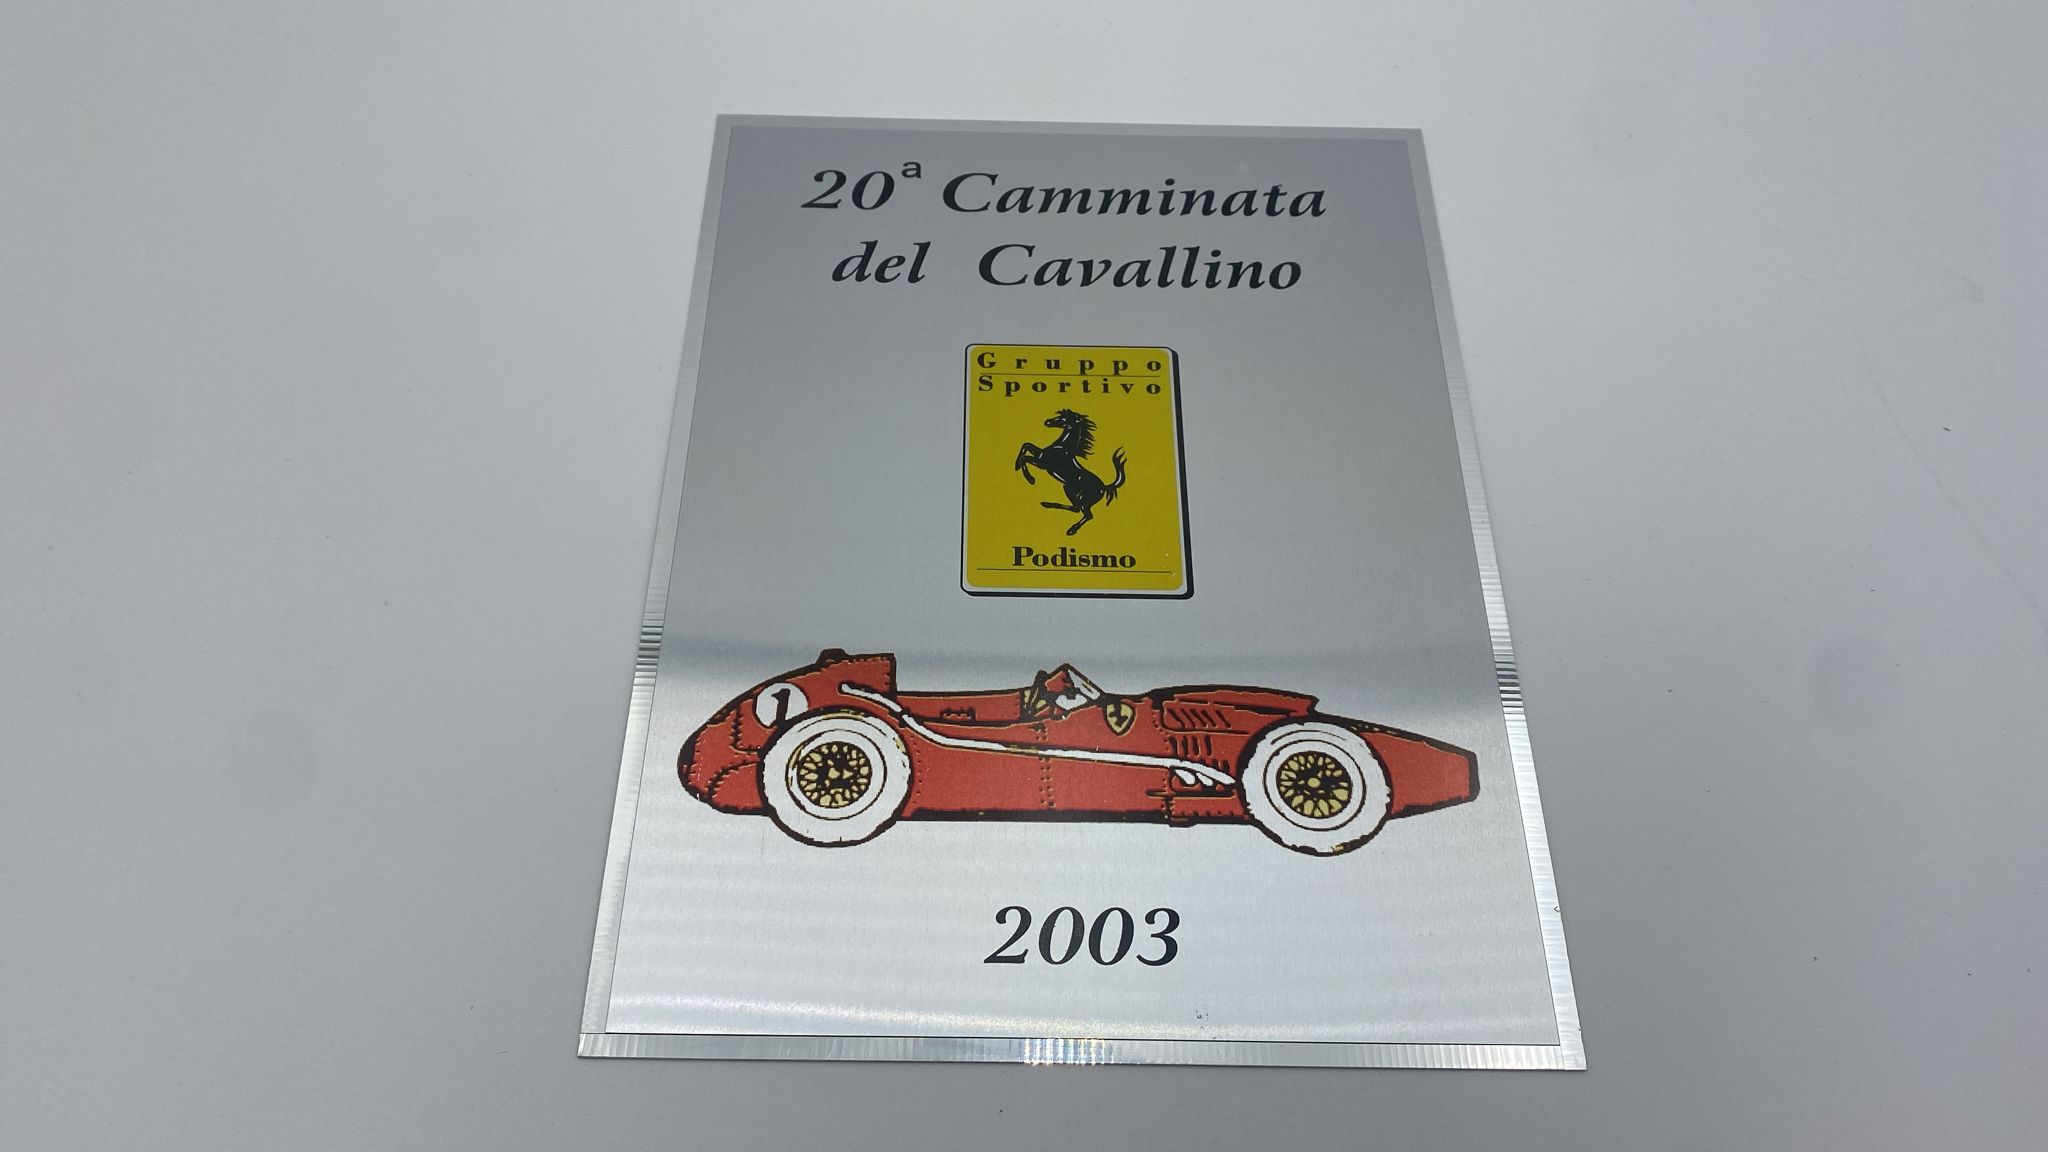 20ª Camminata
del Cavallino
Gruppo
Sportivo
Podismo
1
2003